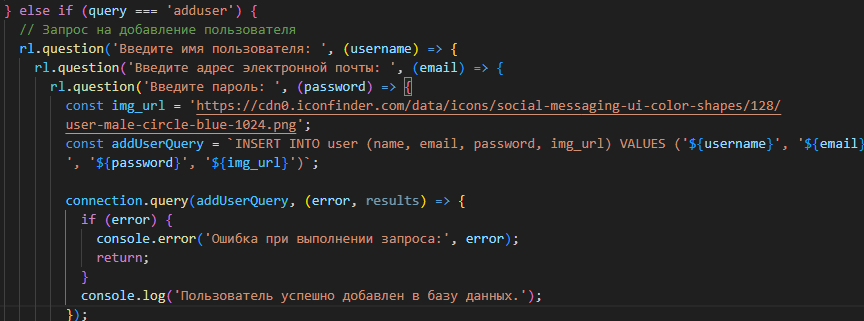 } else if (query === 'adduser') {
// Запрос на добавление пользователя
rl.question('Введите имя пользователя: ', (username) => {
rl.question('Введите адрес электронной почты: ', (email) => {
rl.question('Введите пароль: ', (password) => {
const img_url = 'https://cdn0.iconfinder.com/data/icons/social-messaging-ui-color-shapes/128/
user-male-circle-blue-1024.png';
const addUserQuery = `INSERT INTO user (name, email, password, img_url) VALUES ('${username}', '${email}
', '${password}', '${img_url}')`;
connection.query(addUserQuery, (error, results) => {
if (error) {
console.error('Ошибка при выполнении запроса:', error);
return;
}
console.log('Пользователь успешно добавлен в базу данных.');
});